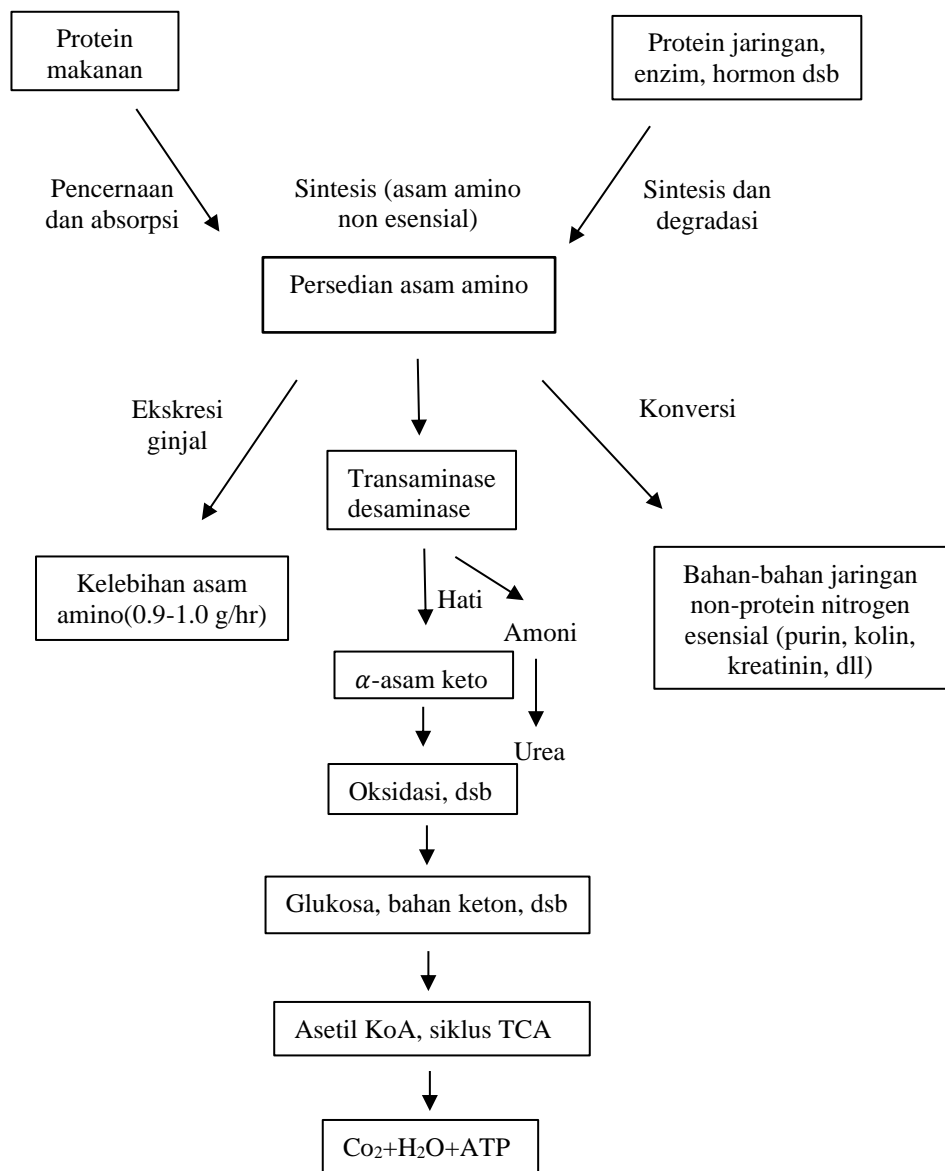 Protein
makanan
Protein jaringan,
enzim, hormon dsb
Pencernaan
dan absorpsi
Sintesis (asam amino
non esensial)
Sintesis dan
degradasi
Persedian asam amino
Ekskresi
ginjal
Konversi
Transaminase
desaminase
Kelebihan asam
amino(0.9-1.0 g/hr)
Hati
Amoni
Bahan-bahan jaringan
non-protein nitrogen
esensial (purin, kolin,
kreatinin, dll)
𝛼-asam keto
Urea
Oksidasi, dsb
Glukosa, bahan keton, dsb
Asetil KoA, siklus TCA
Co₂+H₂O+ATP